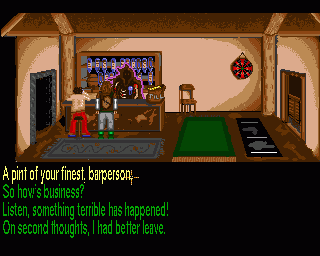 A pint of your finest, barperson;...
So how's business?
Listen, something terrible has happened!
On second thoughts, I had better leave.